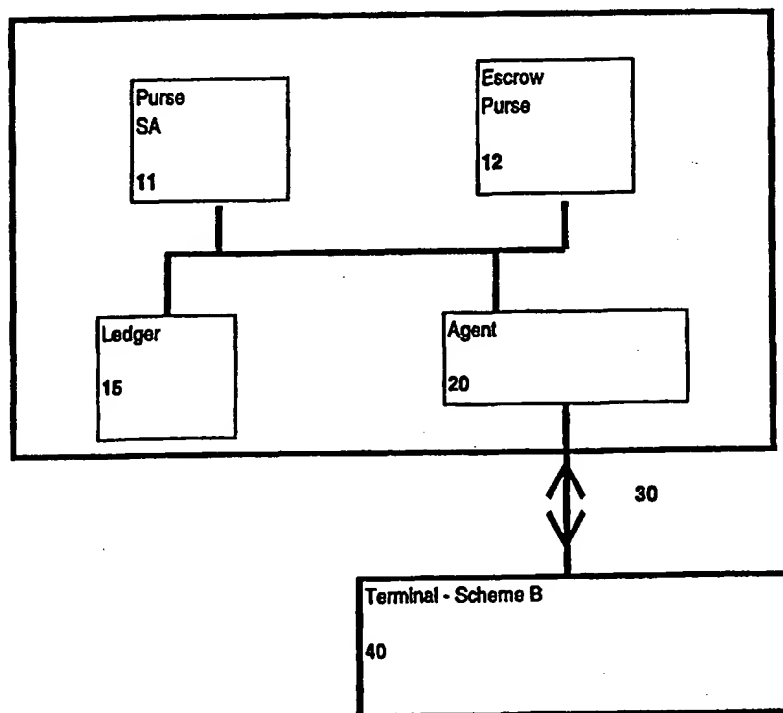 Purse
SA
11
Escrow
Purse
12
Ledger
15
Agent
20
30
Terminal - Scheme B
40